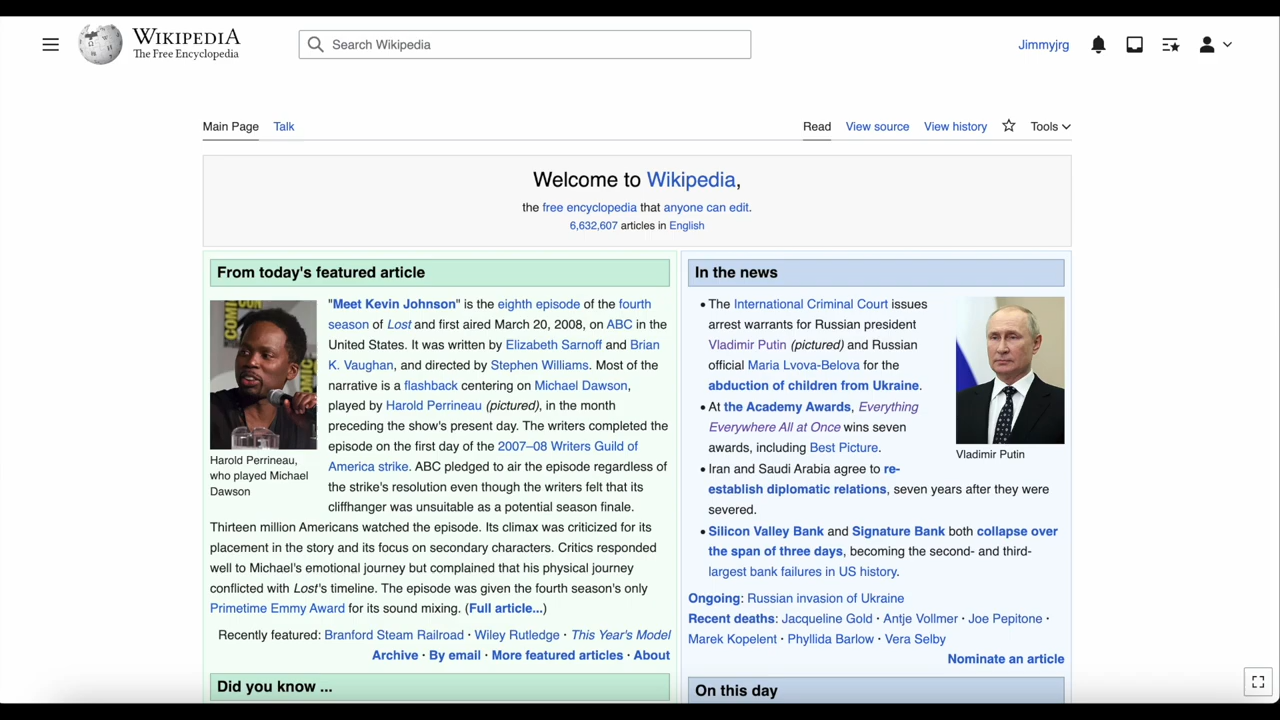 WIKIPEDIA
The Free Encyclopedia
Search Wikipedia
Jimmyjrg
Main Page
Talk
Read
View source
View history
Tools
Welcome to Wikipedia,
the free encyclopedia that anyone can edit.
6,632,607 articles in English
From today's featured article
"Meet Kevin Johnson" is the eighth episode of the fourth
season of Lost and first aired March 20, 2008, on ABC in the
United States. It was written by Elizabeth Sarnoff and Brian
K. Vaughan, and directed by Stephen Williams. Most of the
narrative is a flashback centering on Michael Dawson,
played by Harold Perrineau (pictured), in the month
preceding the show's present day. The writers completed the
episode on the first day of the 2007–08 Writers Guild of
America strike. ABC pledged to air the episode regardless of
the strike's resolution even though the writers felt that its
cliffhanger was unsuitable as a potential season finale.
Harold Perrineau,
who played Michael
Dawson
Thirteen million Americans watched the episode. Its climax was criticized for its
placement in the story and its focus on secondary characters. Critics responded
well to Michael's emotional journey but complained that his physical journey
conflicted with Lost's timeline. The episode was given the fourth season's only
Primetime Emmy Award for its sound mixing. (Full article...)
Recently featured: Branford Steam Railroad · Wiley Rutledge · This Year's Model
Archive · By email · More featured articles · About
Did you know ...
In the news
• The International Criminal Court issues
arrest warrants for Russian president
Vladimir Putin (pictured) and Russian
official Maria Lvova-Belova for the
abduction of children from Ukraine.
• At the Academy Awards, Everything
Everywhere All at Once wins seven
awards, including Best Picture.
Vladimir Putin
• Iran and Saudi Arabia agree to re-
establish diplomatic relations, seven years after they were
severed.
• Silicon Valley Bank and Signature Bank both collapse over
the span of three days, becoming the second- and third-
largest bank failures in US history.
Ongoing: Russian invasion of Ukraine
Recent deaths: Jacqueline Gold · Antje Vollmer · Joe Pepitone ·
Marek Kopelent · Phyllida Barlow · Vera Selby
Nominate an article
On this day